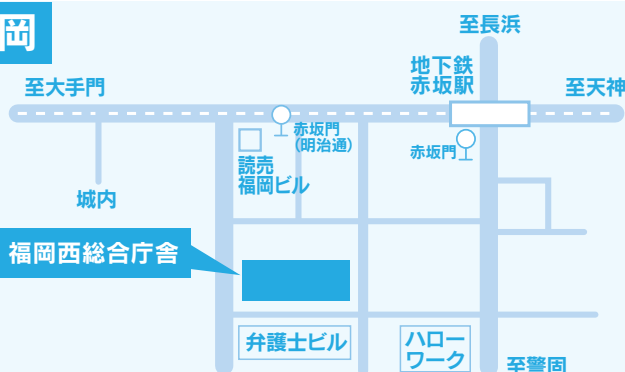 岡
至長浜
地下鉄
赤坂駅
至大手門
至天神
赤坂門
(明治通)
赤坂門
読売
福岡ビル
城内
福岡西総合庁舎
弁護士ビル
ハロー
ワーク
至警固